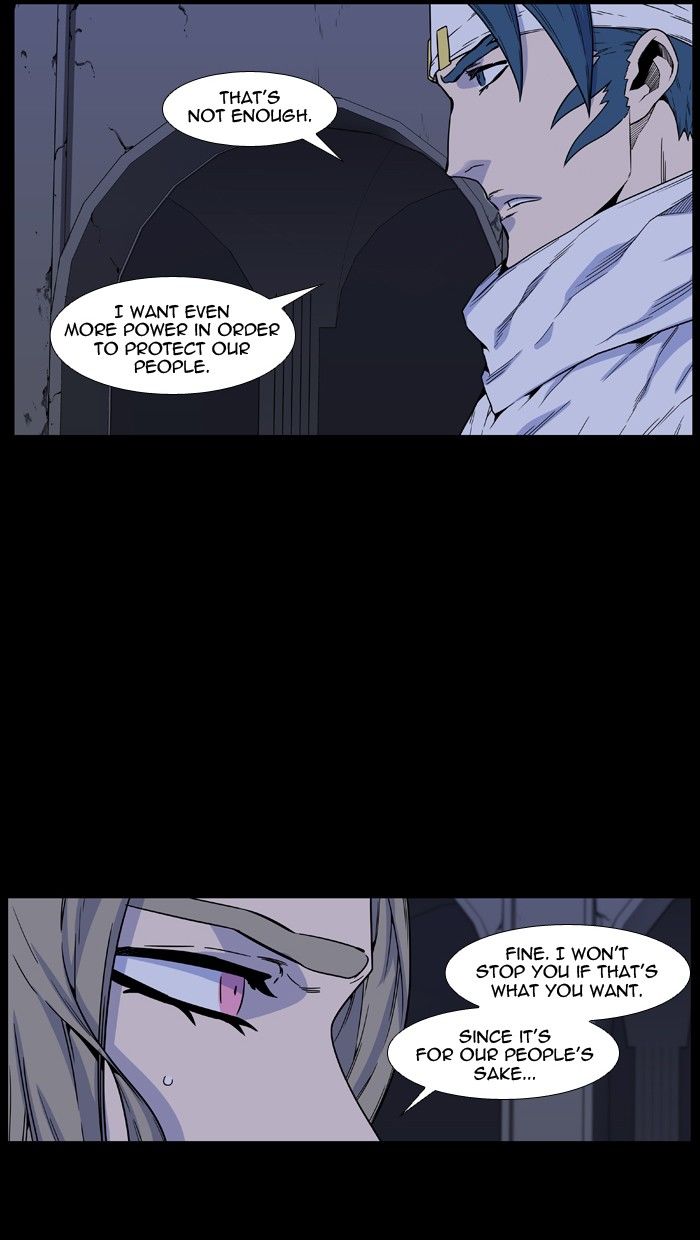 THAT'S
NOT ENOUGH.
I WANT EVEN
MORE POWER IN ORDER
TO PROTECT OUR
PEOPLE.
FINE. I WON'T
STOP YOU IF THAT'S
WHAT YOU WANT.
SINCE IT'S
FOR OUR PEOPLE'S
SAKE...